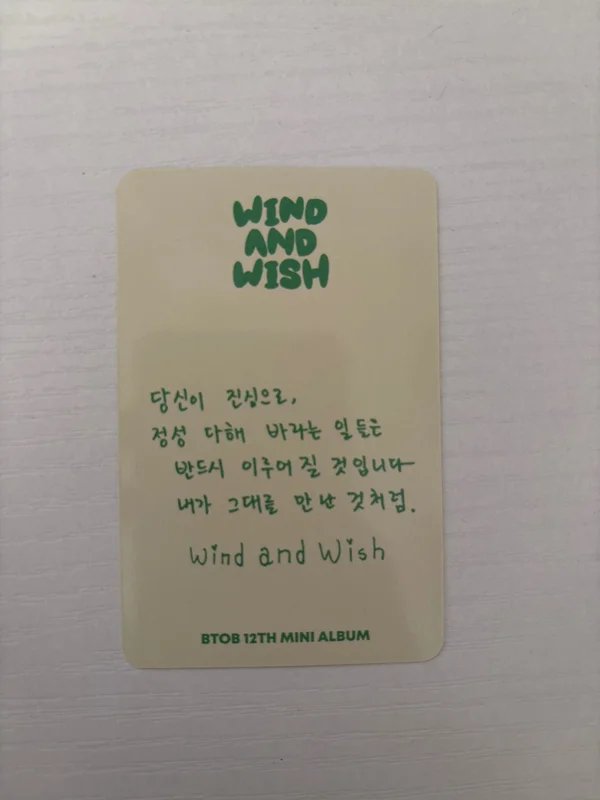 WIND
AND
WISH
당신이 진심으로,
정성 다해 바라는 일들은
반드시 이루어 질 것입니다
내가 그대를 만난 것처럼.
Wind and Wish
BTOB 12TH MINI ALBUM